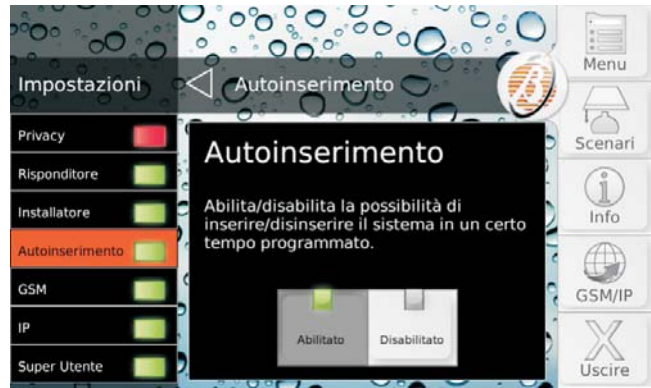 Impostazioni
Autoinserimento
Privacy
Risponditore
Installatore
Autoinserimento
GSM
IP
Super Utente
Autoinserimento
Abilita/disabilita la possibilità di
inserire/disinserire il sistema in un certo
tempo programmato.
Abilitato
Disabilitato
Menu
Scenari
Info
GSM/IP
Uscire